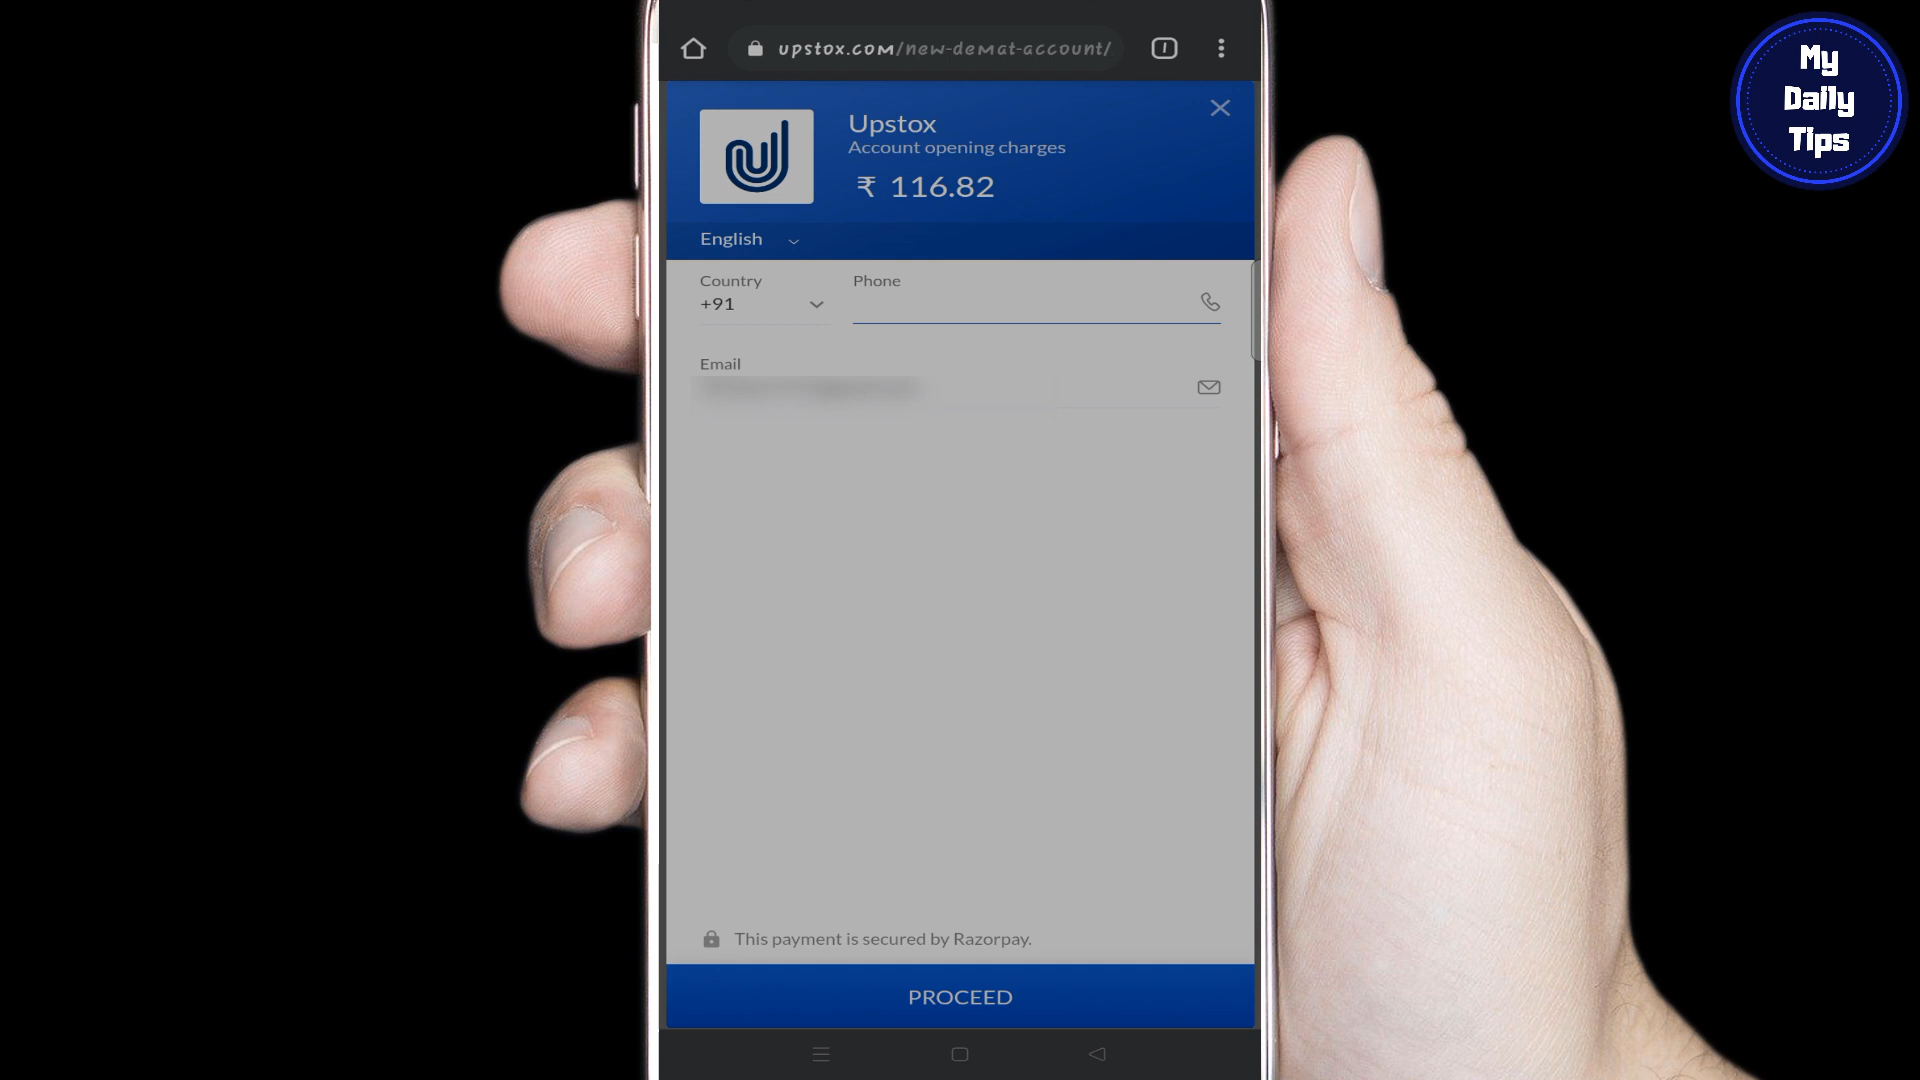 upstox.com/new-demat-account/
My
Daily
Tips
Upstox
Account opening charges
₹ 116.82
English
Country
Phone
+91
Email
This payment is secured by Razorpay.
PROCEED